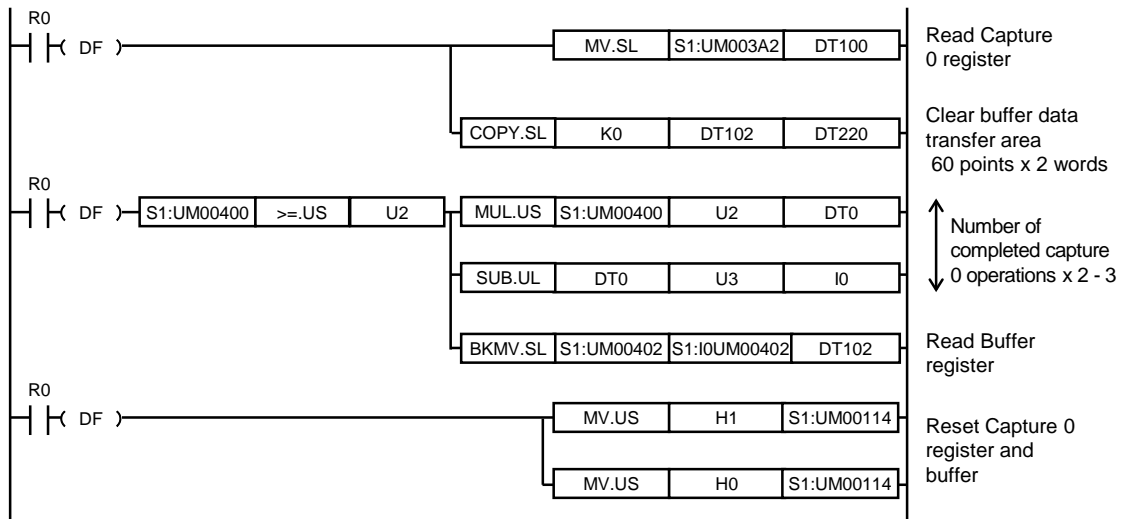 R0
( DF ) MV.SL S1:UM003A2 DT100
Read Capture
0 register
COPY.SL K0 DT102 DT220
Clear buffer data
transfer area
60 points x 2 words
R0
( DF ) S1:UM00400 >=.US U2 MUL.US S1:UM00400 U2 DT0
SUB.UL DT0 U3 I0
Number of
completed capture
0 operations x 2 - 3
BKMV.SL S1:UM00402 S1:I0UM00402 DT102
Read Buffer
register
R0
( DF ) MV.US H1 S1:UM00114
MV.US H0 S1:UM00114
Reset Capture 0
register and
buffer